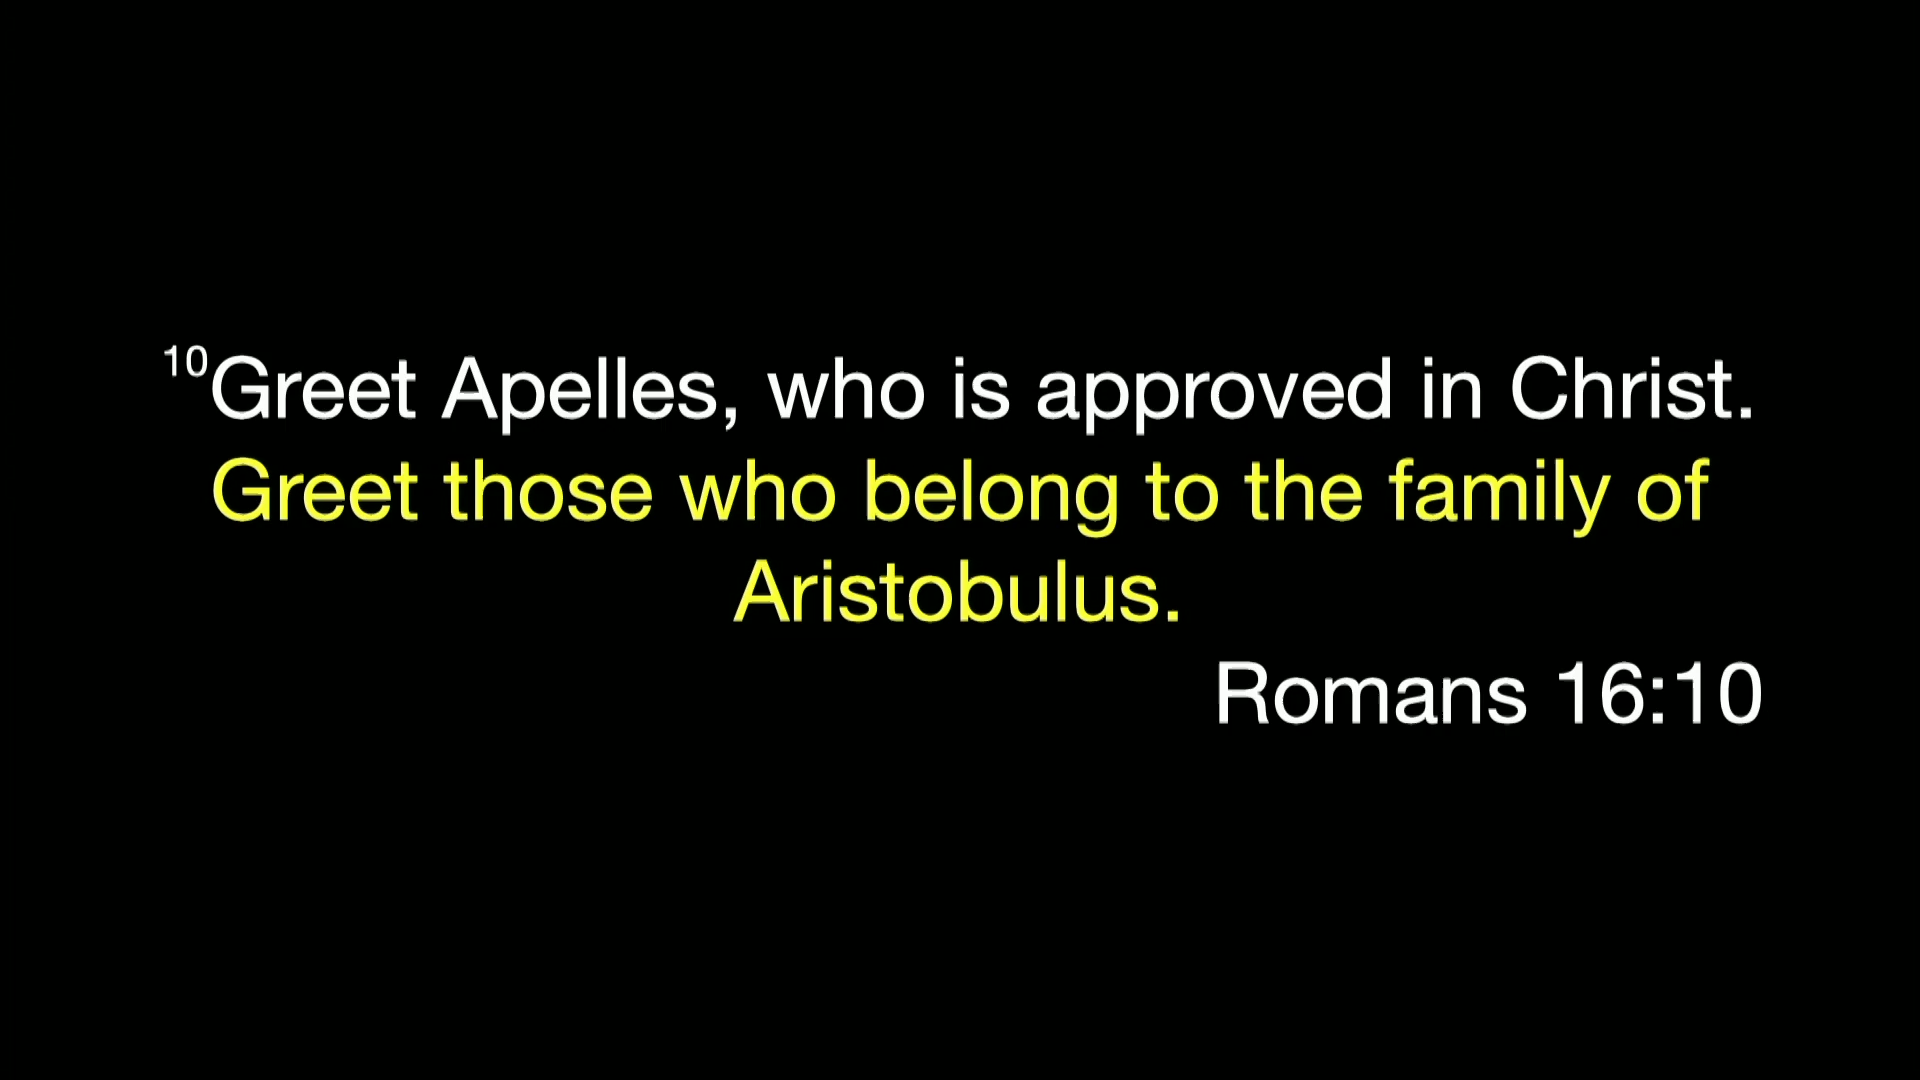 10Greet Apelles, who is approved in Christ.
Greet those who belong to the family of
Aristobulus.
Romans 16:10